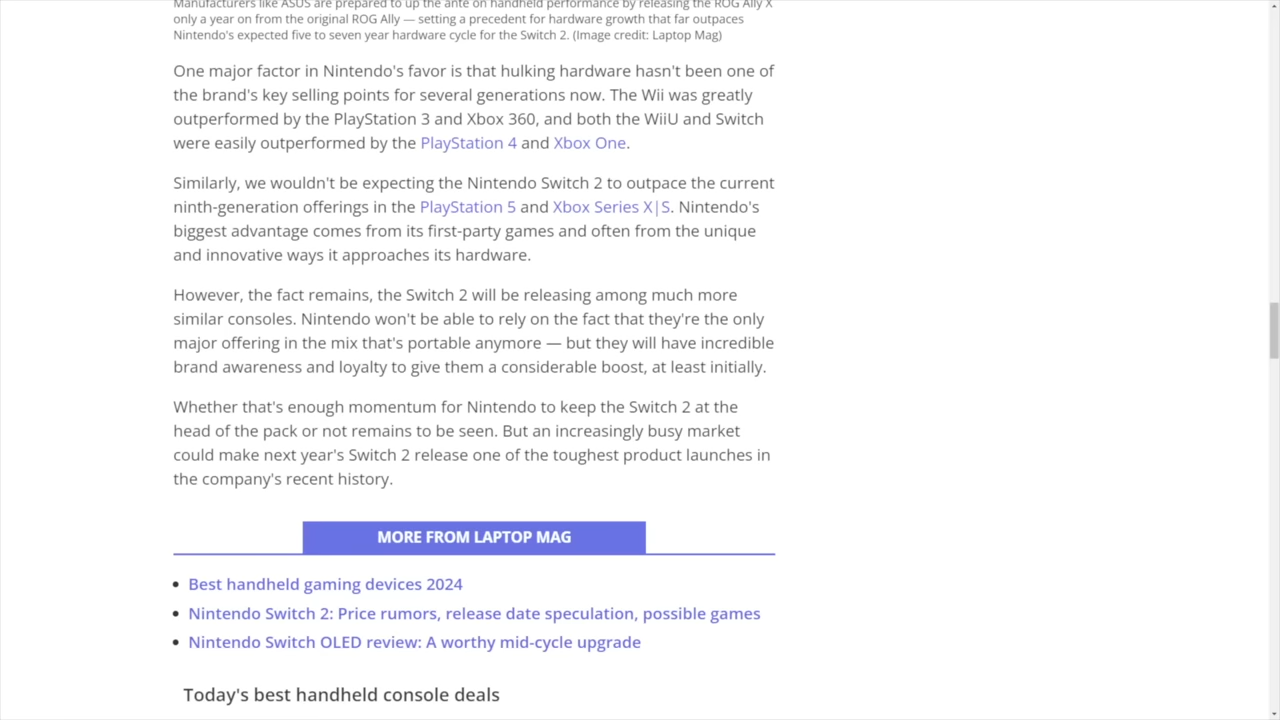 Manufacturers like ASUS are prepared to up the ante on handheld performance by releasing the ROG Ally X
only a year on from the original ROG Ally — setting a precedent for hardware growth that far outpaces
Nintendo's expected five to seven year hardware cycle for the Switch 2. (Image credit: Laptop Mag)
One major factor in Nintendo's favor is that hulking hardware hasn't been one of
the brand's key selling points for several generations now. The Wii was greatly
outperformed by the PlayStation 3 and Xbox 360, and both the WiiU and Switch
were easily outperformed by the PlayStation 4 and Xbox One.
Similarly, we wouldn't be expecting the Nintendo Switch 2 to outpace the current
ninth-generation offerings in the PlayStation 5 and Xbox Series X|S. Nintendo's
biggest advantage comes from its first-party games and often from the unique
and innovative ways it approaches its hardware.
However, the fact remains, the Switch 2 will be releasing among much more
similar consoles. Nintendo won't be able to rely on the fact that they're the only
major offering in the mix that's portable anymore — but they will have incredible
brand awareness and loyalty to give them a considerable boost, at least initially.
Whether that's enough momentum for Nintendo to keep the Switch 2 at the
head of the pack or not remains to be seen. But an increasingly busy market
could make next year's Switch 2 release one of the toughest product launches in
the company's recent history.
MORE FROM LAPTOP MAG
• Best handheld gaming devices 2024
• Nintendo Switch 2: Price rumors, release date speculation, possible games
• Nintendo Switch OLED review: A worthy mid-cycle upgrade
Today's best handheld console deals